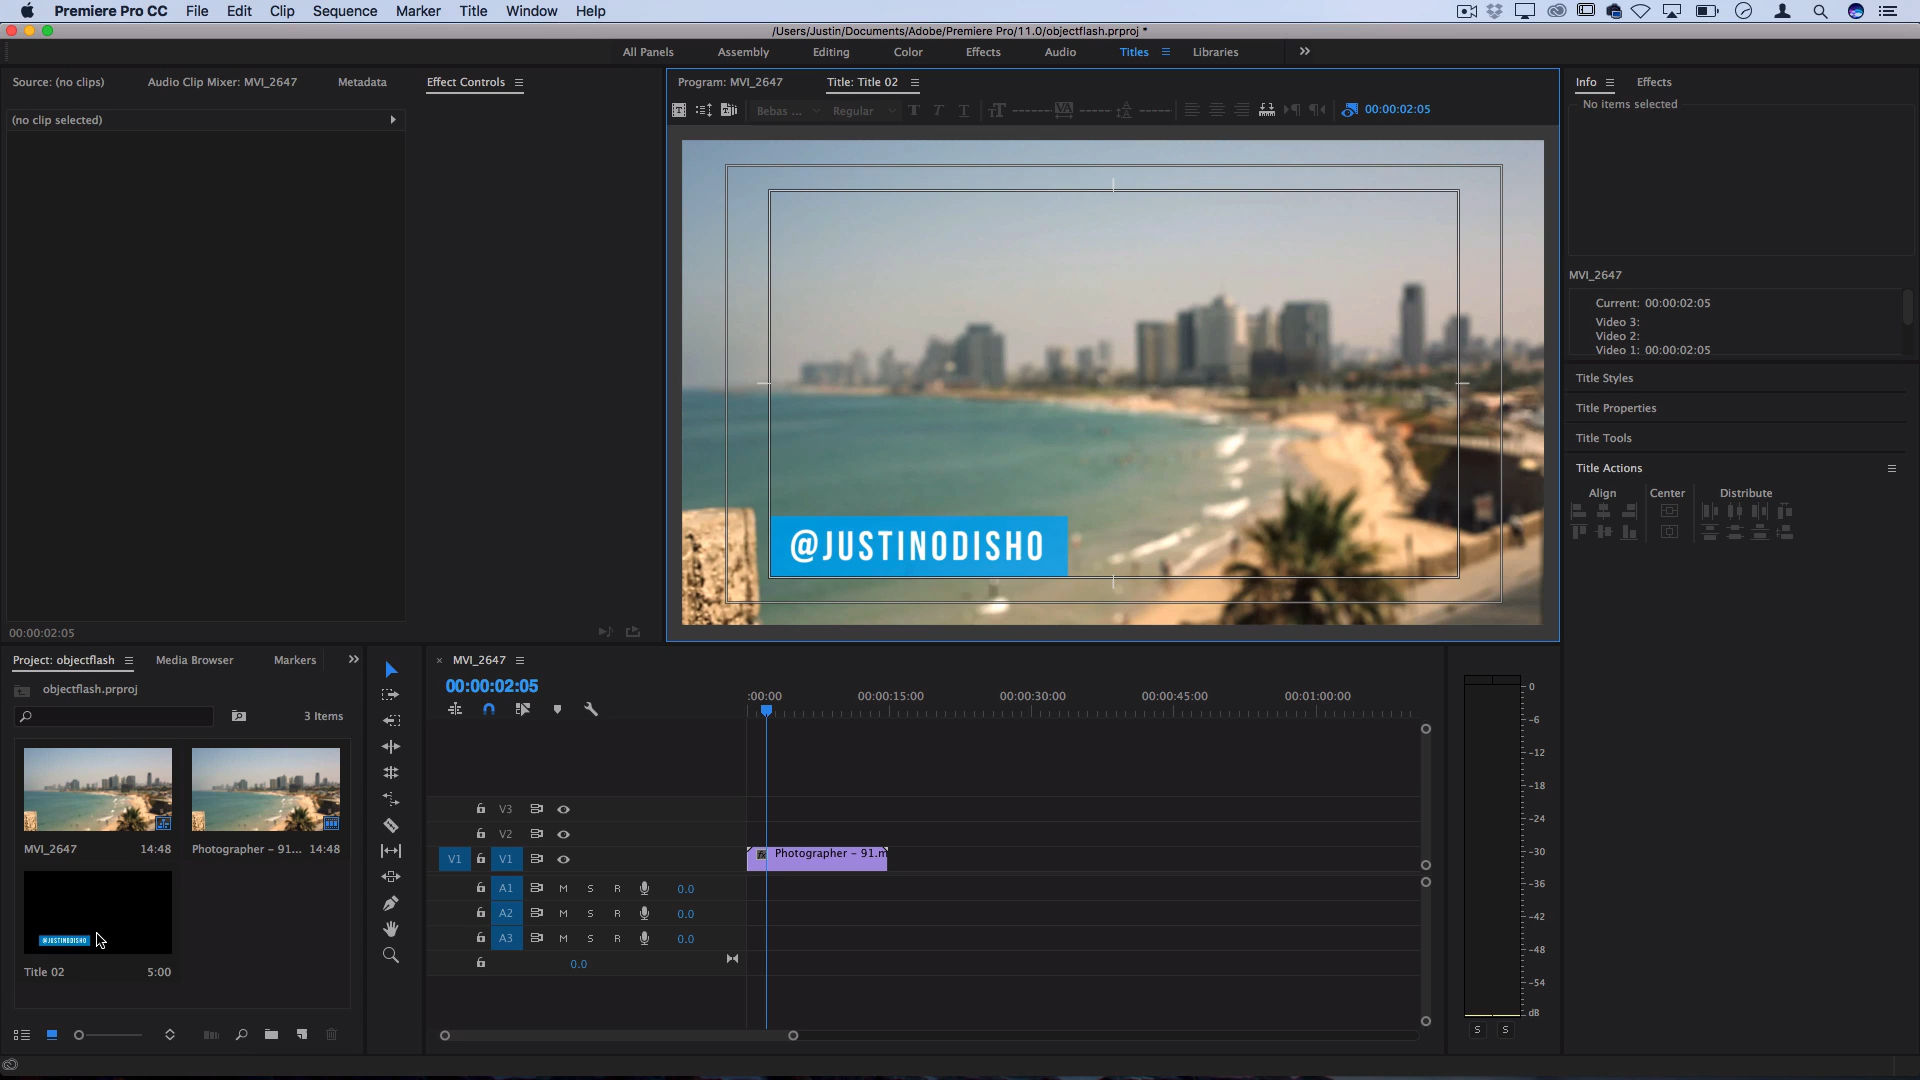 Premiere Pro CC File Edit Clip Sequence Marker Title Window Help
/Users/Justin/Documents/Adobe/Premiere Pro/11.0/objectflash.prproj *
All Panels Assembly Editing Color Effects Audio Titles Libraries
Source: (no clips) Audio Clip Mixer: MVI_2647 Metadata Effect Controls
(no clip selected)
00:00:02:05
Program: MVI_2647 Title: Title 02
Bebas ... Regular T T T 00:00:02:05
@JUSTINODISHO
Info Effects
No items selected
MVI_2647
Current: 00:00:02:05
Video 3:
Video 2:
Video 1: 00:00:02:05
Title Styles
Title Properties
Title Tools
Title Actions
Align Center Distribute
Project: objectflash Media Browser Markers
objectflash.prproj
3 Items
MVI_2647 14:48
Photographer – 91... 14:48
@JUSTINODISHO
Title 02 5:00
MVI_2647
00:00:02:05
:00:00 00:00:15:00 00:00:30:00 00:00:45:00 00:01:00:00
V3
V2
V1 V1 Photographer – 91.m
A1 M S R 0.0
A2 M S R 0.0
A3 M S R 0.0
0.0
0
-6
-12
-18
-24
-30
-36
-42
-48
-54
dB
S S